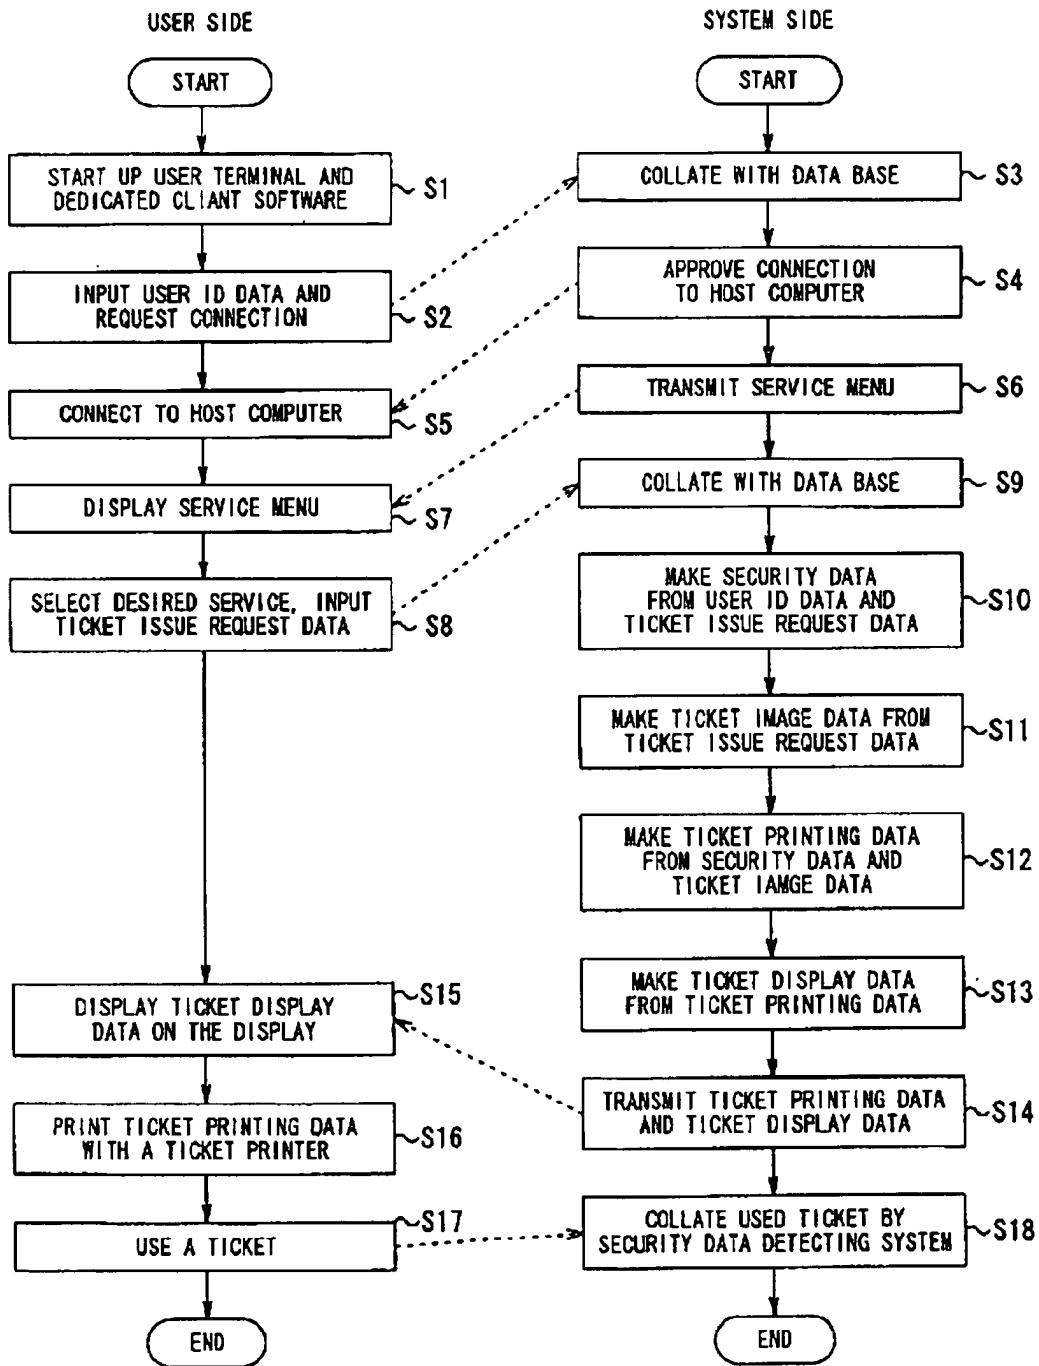 USER SIDE
START
START UP USER TERMINAL AND
DEDICATED CLIANT SOFTWARE
S1
INPUT USER ID DATA AND
REQUEST CONNECTION
S2
CONNECT TO HOST COMPUTER
S5
DISPLAY SERVICE MENU
S7
SELECT DESIRED SERVICE, INPUT
TICKET ISSUE REQUEST DATA
S8
DISPLAY TICKET DISPLAY
DATA ON THE DISPLAY
S15
PRINT TICKET PRINTING DATA
WITH A TICKET PRINTER
S16
USE A TICKET
S17
END
SYSTEM SIDE
START
COLLATE WITH DATA BASE
S3
APPROVE CONNECTION
TO HOST COMPUTER
S4
TRANSMIT SERVICE MENU
S6
COLLATE WITH DATA BASE
S9
MAKE SECURITY DATA
FROM USER ID DATA AND
TICKET ISSUE REQUEST DATA
S10
MAKE TICKET IMAGE DATA FROM
TICKET ISSUE REQUEST DATA
S11
MAKE TICKET PRINTING DATA
FROM SECURITY DATA AND
TICKET IAMGE DATA
S12
MAKE TICKET DISPLAY DATA
FROM TICKET PRINTING DATA
S13
TRANSMIT TICKET PRINTING DATA
AND TICKET DISPLAY DATA
S14
COLLATE USED TICKET BY
SECURITY DATA DETECTING SYSTEM
S18
END